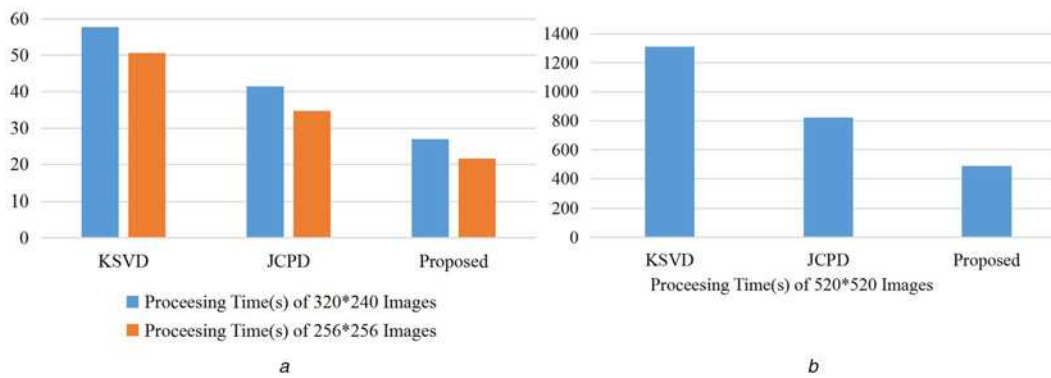 60
50
40
30
20
10
0
KSVD JCPD Proposed
Proceesing Time(s) of 320*240 Images
Proceesing Time(s) of 256*256 Images
a
1400
1200
1000
800
600
400
200
0
KSVD JCPD Proposed
Proceesing Time(s) of 520*520 Images
b